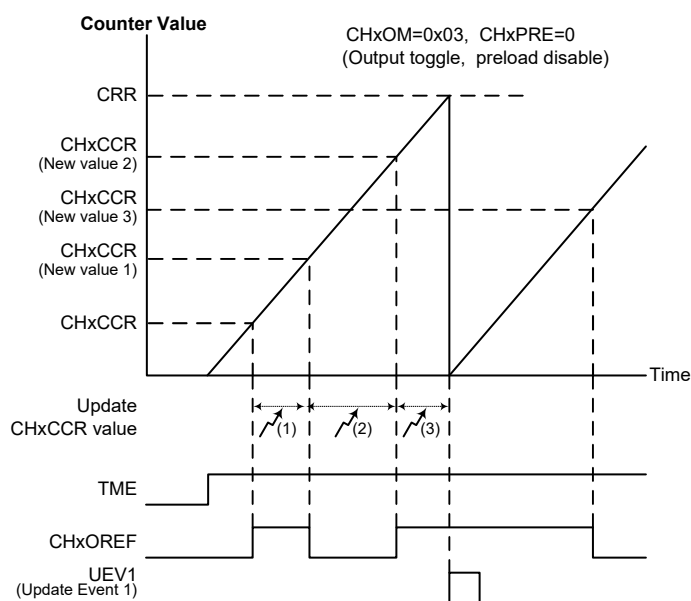 Counter Value
CHxOM=0x03, CHxPRE=0
(Output toggle, preload disable)
CRR
CHxCCR
(New value 2)
CHxCCR
(New value 3)
CHxCCR
(New value 1)
CHxCCR
Time
Update
CHxCCR value
(1)
(2)
(3)
TME
CHxOREF
UEV1
(Update Event 1)